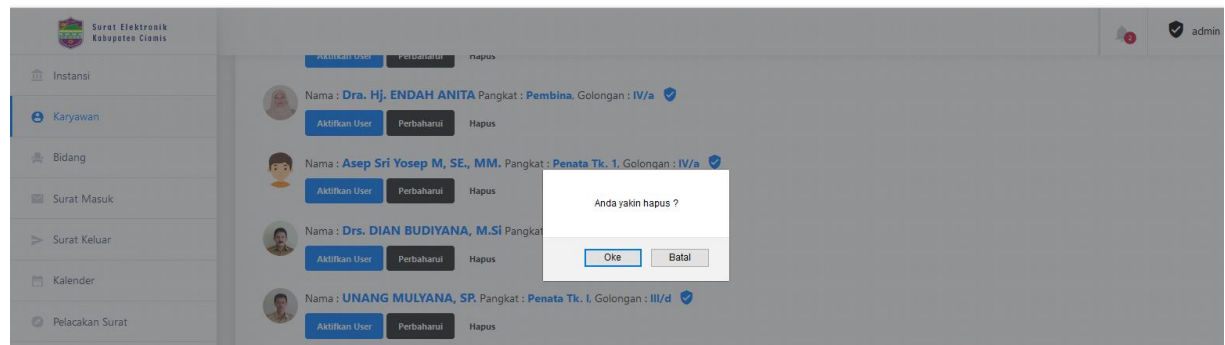 Surat Elektronik
Kabupaten Ciamis
2
admin
Instansi
Karyawan
Bidang
Surat Masuk
Surat Keluar
Kalender
Pelacakan Surat
Aktifkan User Perbaharui Hapus
Nama : Dra. Hj. ENDAH ANITA Pangkat : Pembina, Golongan : IV/a
Aktifkan User Perbaharui Hapus
Nama : Asep Sri Yosep M, SE., MM. Pangkat : Penata Tk. 1, Golongan : IV/a
Aktifkan User Perbaharui Hapus
Nama : Drs. DIAN BUDIYANA, M.Si Pangkat
Aktifkan User Perbaharui Hapus
Nama : UNANG MULYANA, SP. Pangkat : Penata Tk. I, Golongan : III/d
Aktifkan User Perbaharui Hapus
Anda yakin hapus ?
Oke Batal